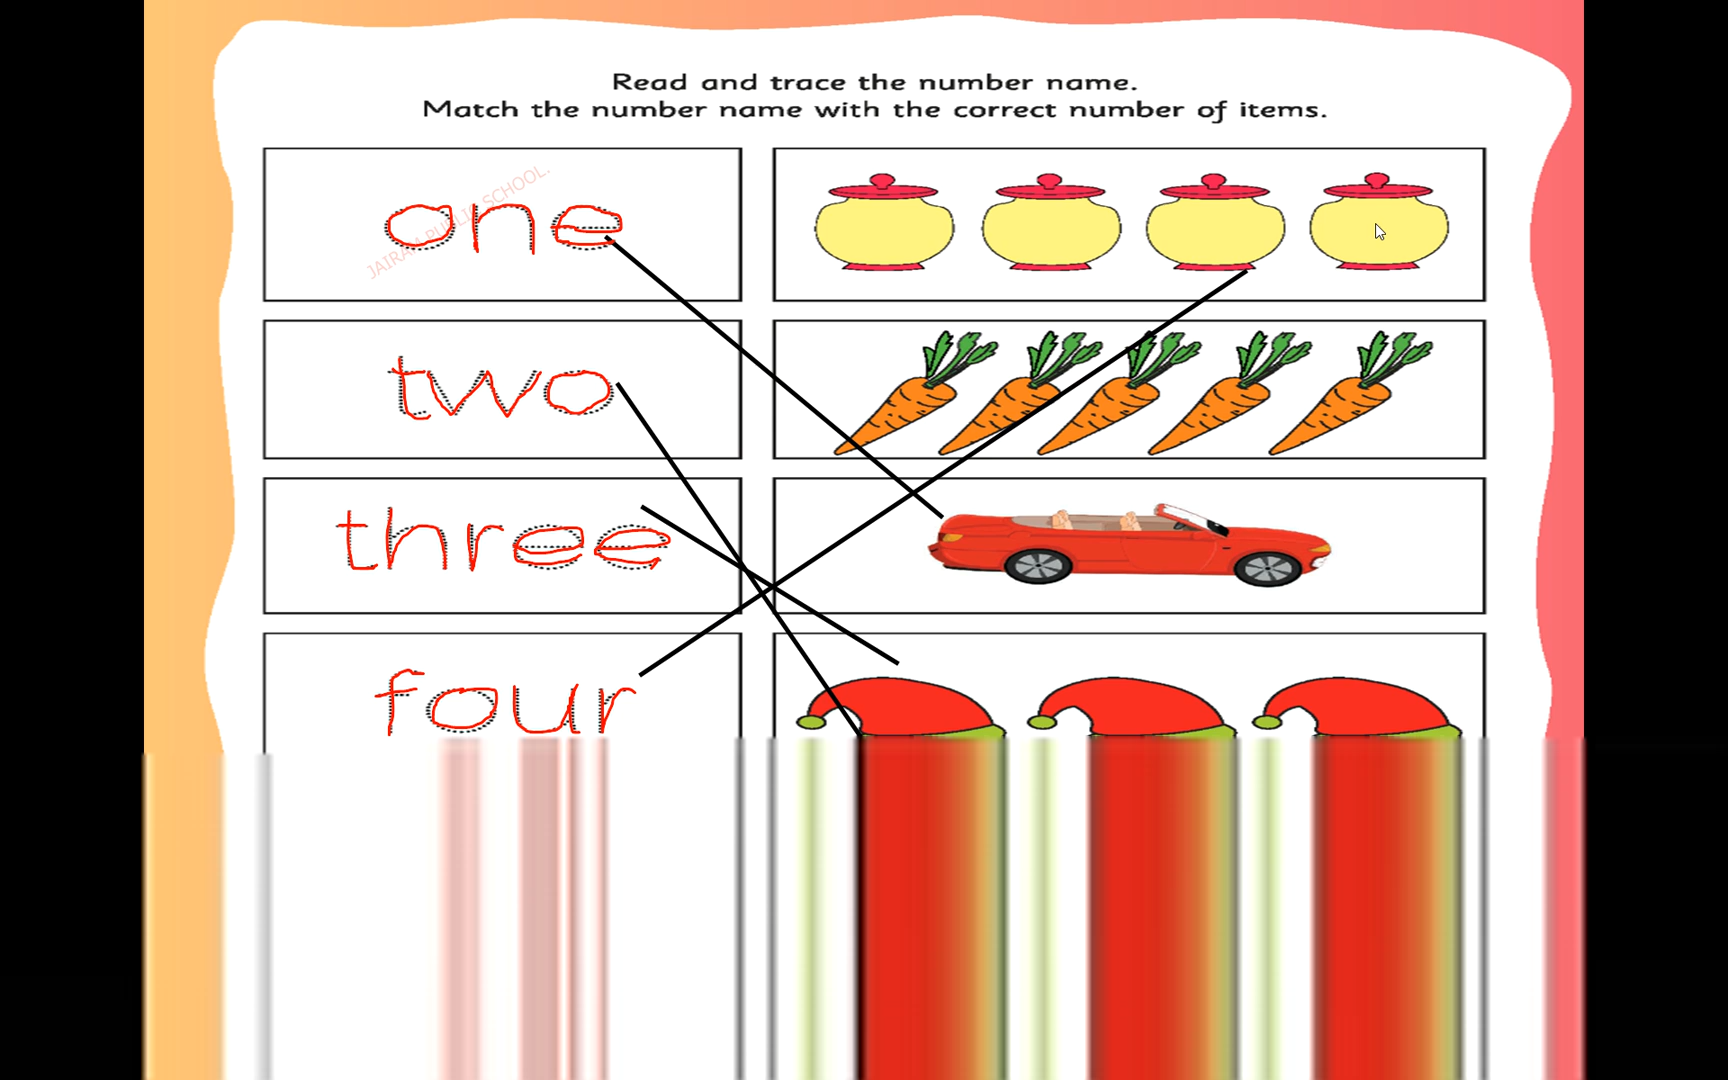 Read and trace the number name.
Match the number name with the correct number of items.
one
two
three
four